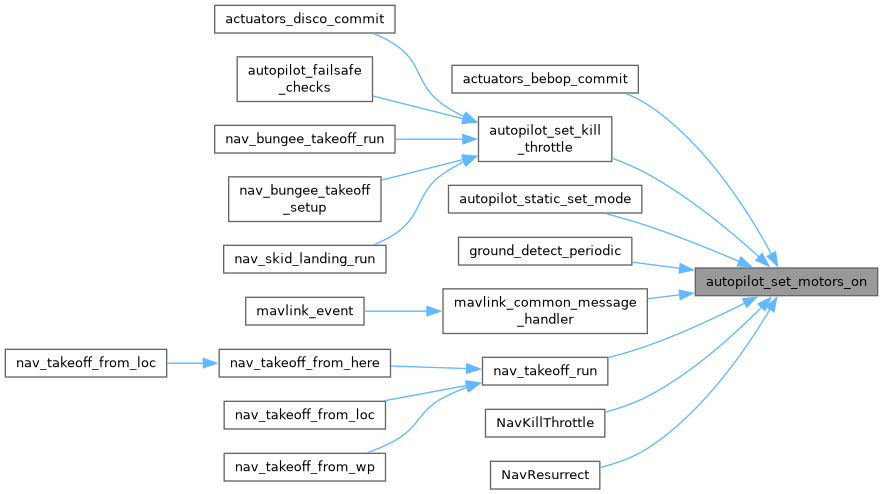 actuators_disco_commit
autopilot_failsafe
_checks
nav_bungee_takeoff_run
nav_bungee_takeoff
_setup
nav_skid_landing_run
mavlink_event
nav_takeoff_from_loc
nav_takeoff_from_here
nav_takeoff_from_loc
nav_takeoff_from_wp
actuators_bebop_commit
autopilot_set_kill
_throttle
autopilot_static_set_mode
ground_detect_periodic
mavlink_common_message
_handler
nav_takeoff_run
NavKillThrottle
NavResurrect
autopilot_set_motors_on